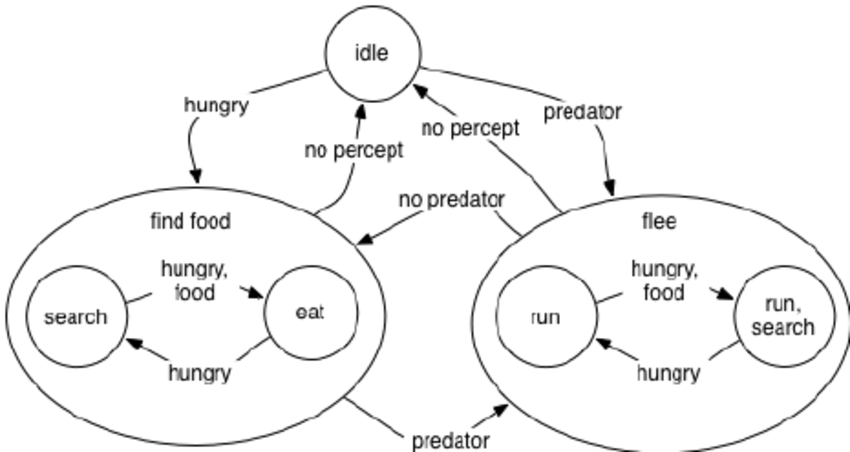 idle
hungry
predator
no percept
no percept
no predator
find food
flee
hungry,
food
search
eat
hungry
hungry,
food
run
run,
search
hungry
predator